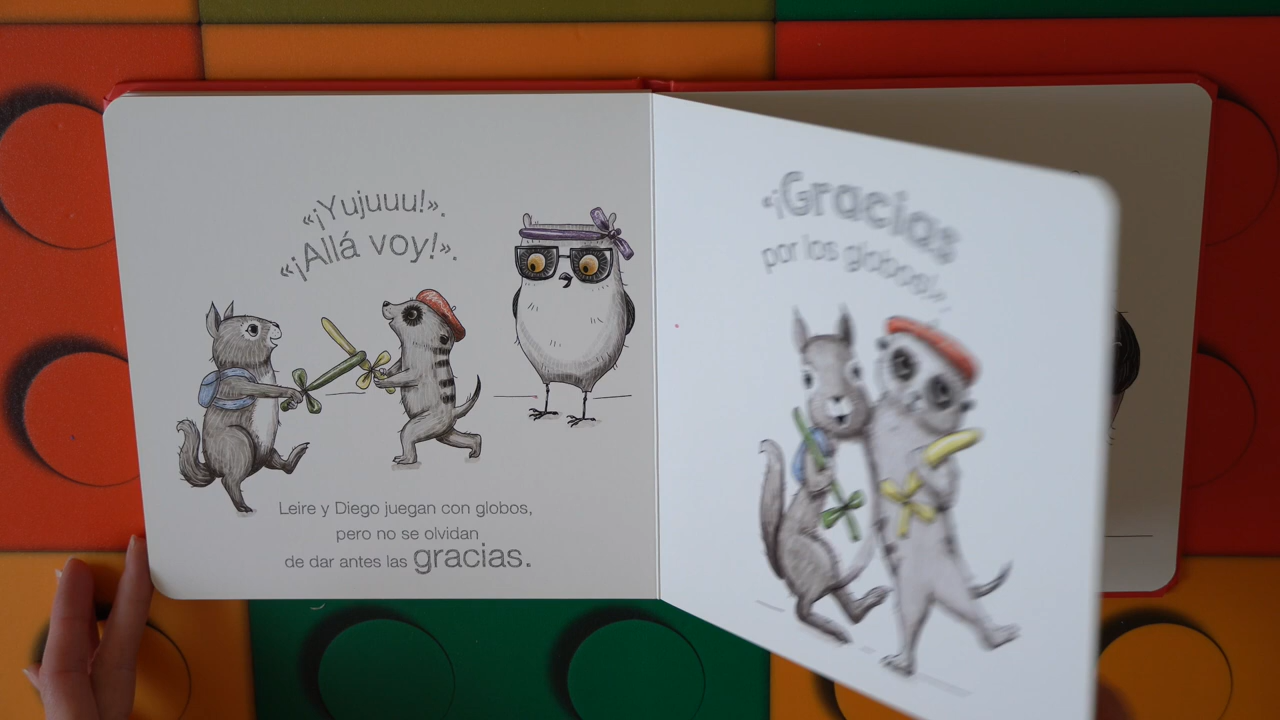 «¡Yujuuu!».
«¡Allá voy!».
Leire y Diego juegan con globos,
pero no se olvidan
de dar antes las gracias.
«¡Gracias
por los globos!».